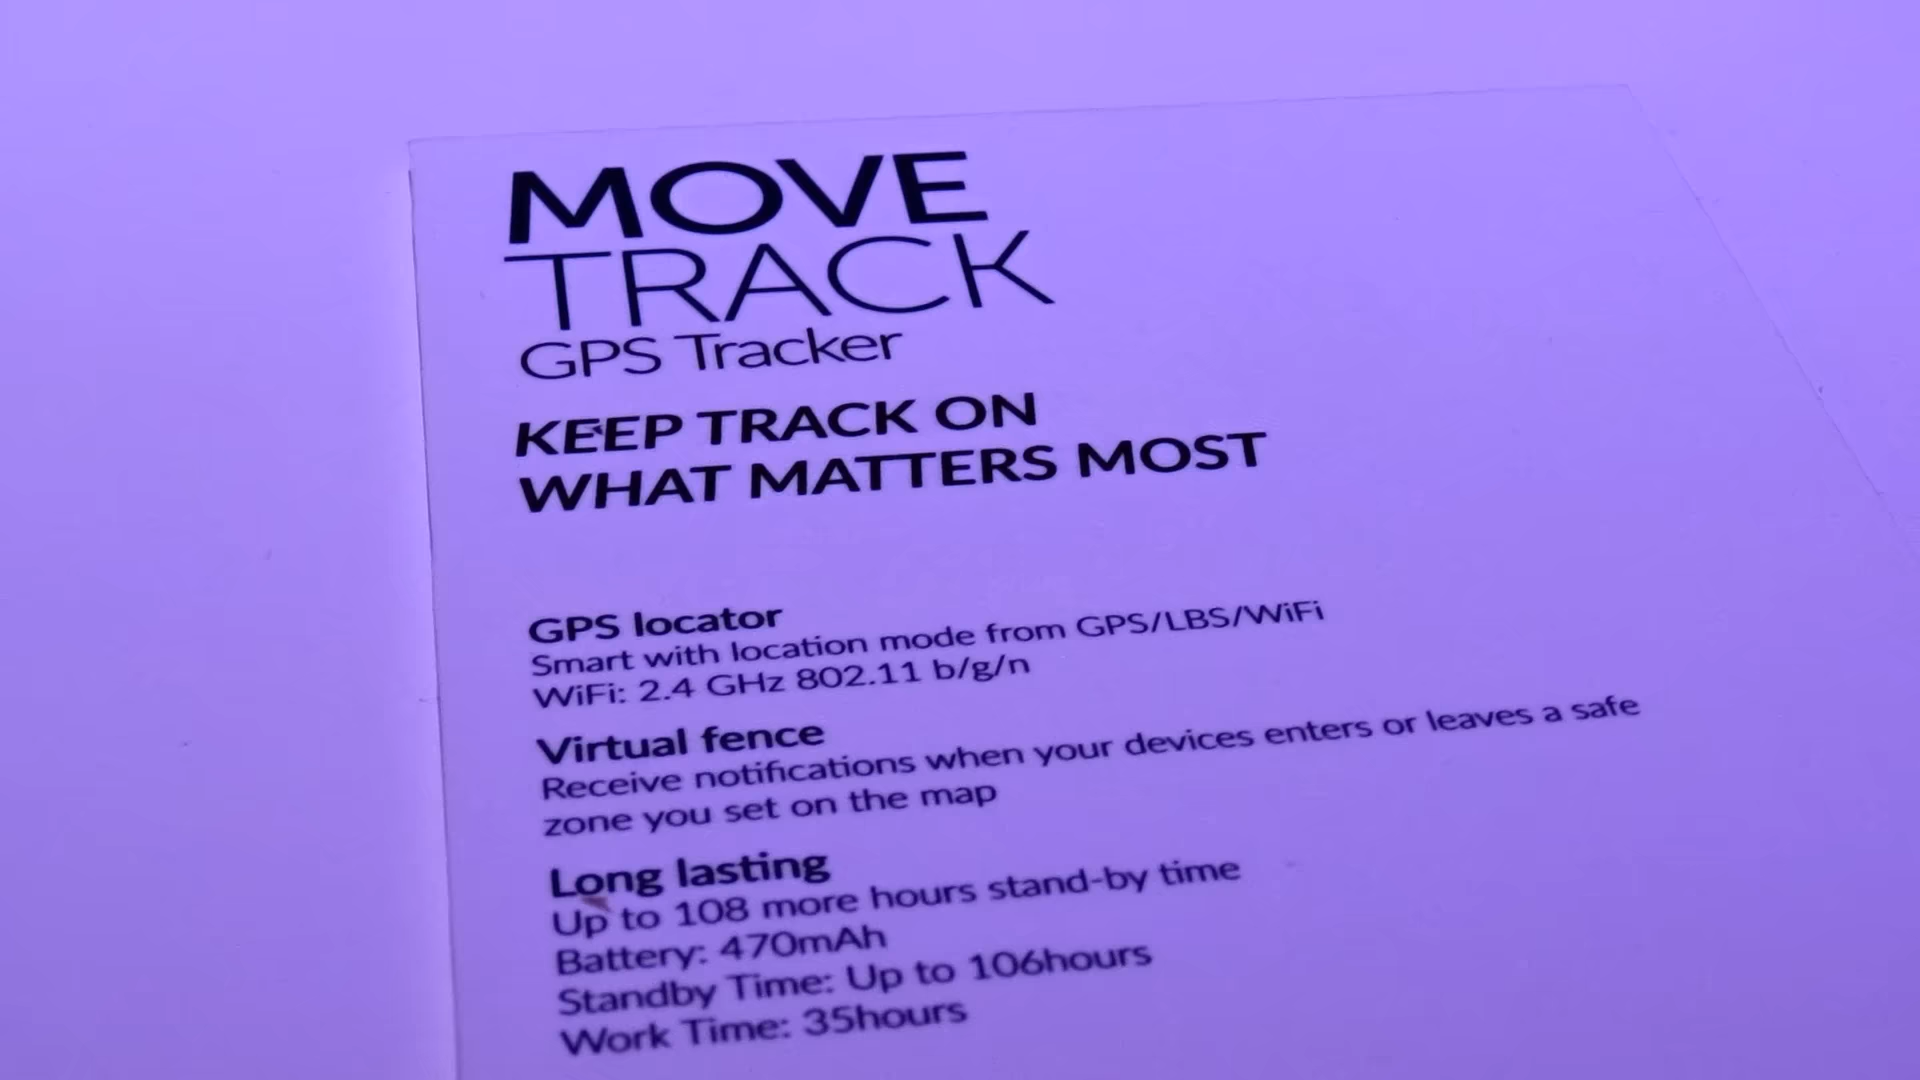 MOVE
TRACK
GPS Tracker
KEEP TRACK ON
WHAT MATTERS MOST
GPS locator
Smart with location mode from GPS/LBS/WiFi
WiFi: 2.4 GHz 802.11 b/g/n
Virtual fence
Receive notifications when your devices enters or leaves a safe
zone you set on the map
Long lasting
Up to 108 more hours stand-by time
Battery: 470mAh
Standby Time: Up to 106hours
Work Time: 35hours